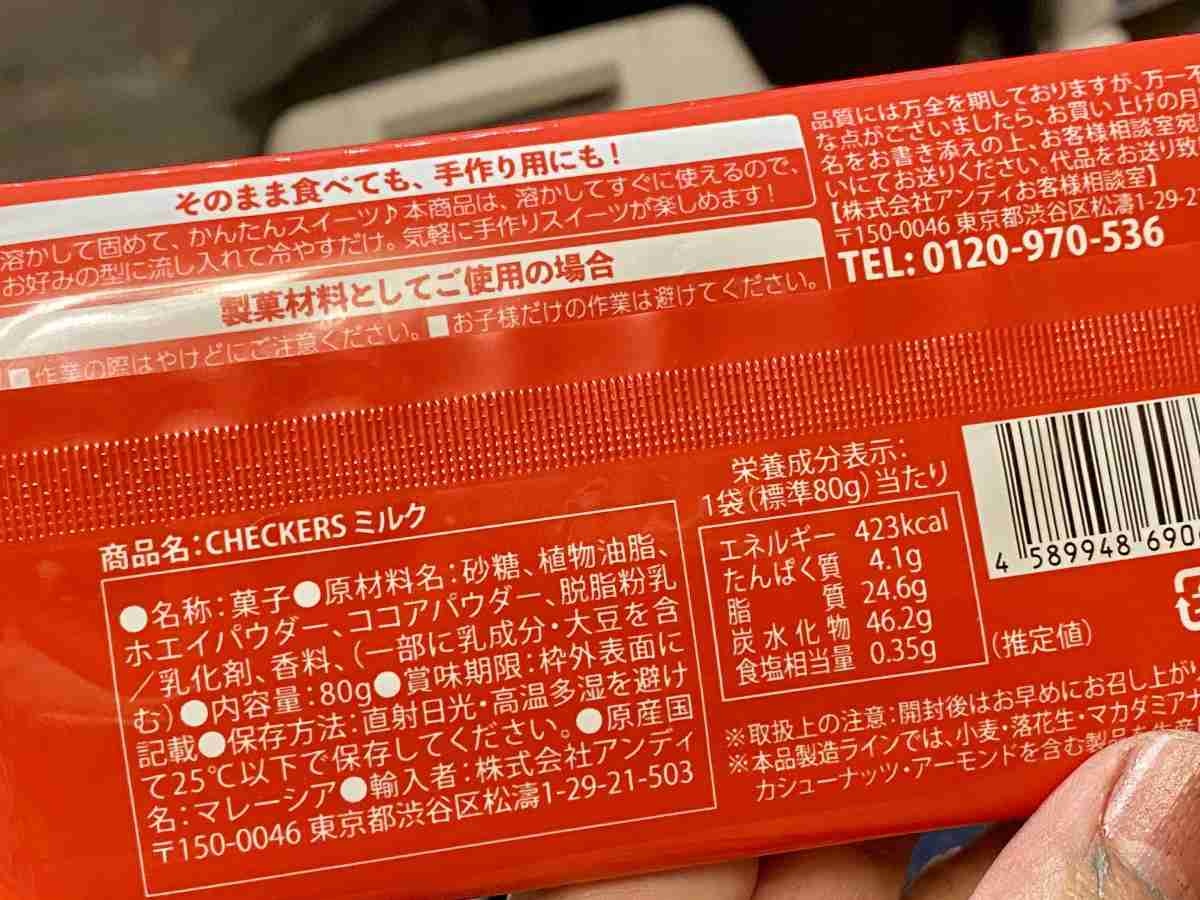 そのまま食べても、手作り用にも!
溶かして固めて、かんたんスイーツ♪本商品は、溶かしてすぐに使えるので、
お好みの型に流し入れて冷やすだけ。気軽に手作りスイーツが楽しめます!
製菓材料としてご使用の場合
■作業の際はやけどにご注意ください。■お子様だけの作業は避けてください。
品質には万全を期しておりますが、万一不
な点がございましたら、お買い上げの月
名をお書き添えの上、お客様相談室宛
いにてお送りください。代品をお送り致
【株式会社アンディお客様相談室】
〒150-0046 東京都渋谷区松濤1-29-2
TEL: 0120-970-536
商品名:CHECKERS ミルク
●名称:菓子●原材料名:砂糖、植物油脂、
ホエイパウダー、ココアパウダー、脱脂粉乳
/乳化剤、香料、(一部に乳成分・大豆を含
む)●内容量:80g●賞味期限:枠外表面に
記載●保存方法:直射日光・高温多湿を避け
て25℃以下で保存してください。●原産国
名:マレーシア●輸入者:株式会社アンディ
〒150-0046 東京都渋谷区松濤1-29-21-503
栄養成分表示:
1袋(標準80g)当たり
エネルギー 423kcal
たんぱく質 4.1g
脂質 24.6g
炭水化物 46.2g
食塩相当量 0.35g
(推定値)
4 589948 690
※取扱上の注意:開封後はお早めにお召し上が
※本品製造ラインでは、小麦・落花生・マカダミアナ
カシューナッツ・アーモンドを含む製品を生産